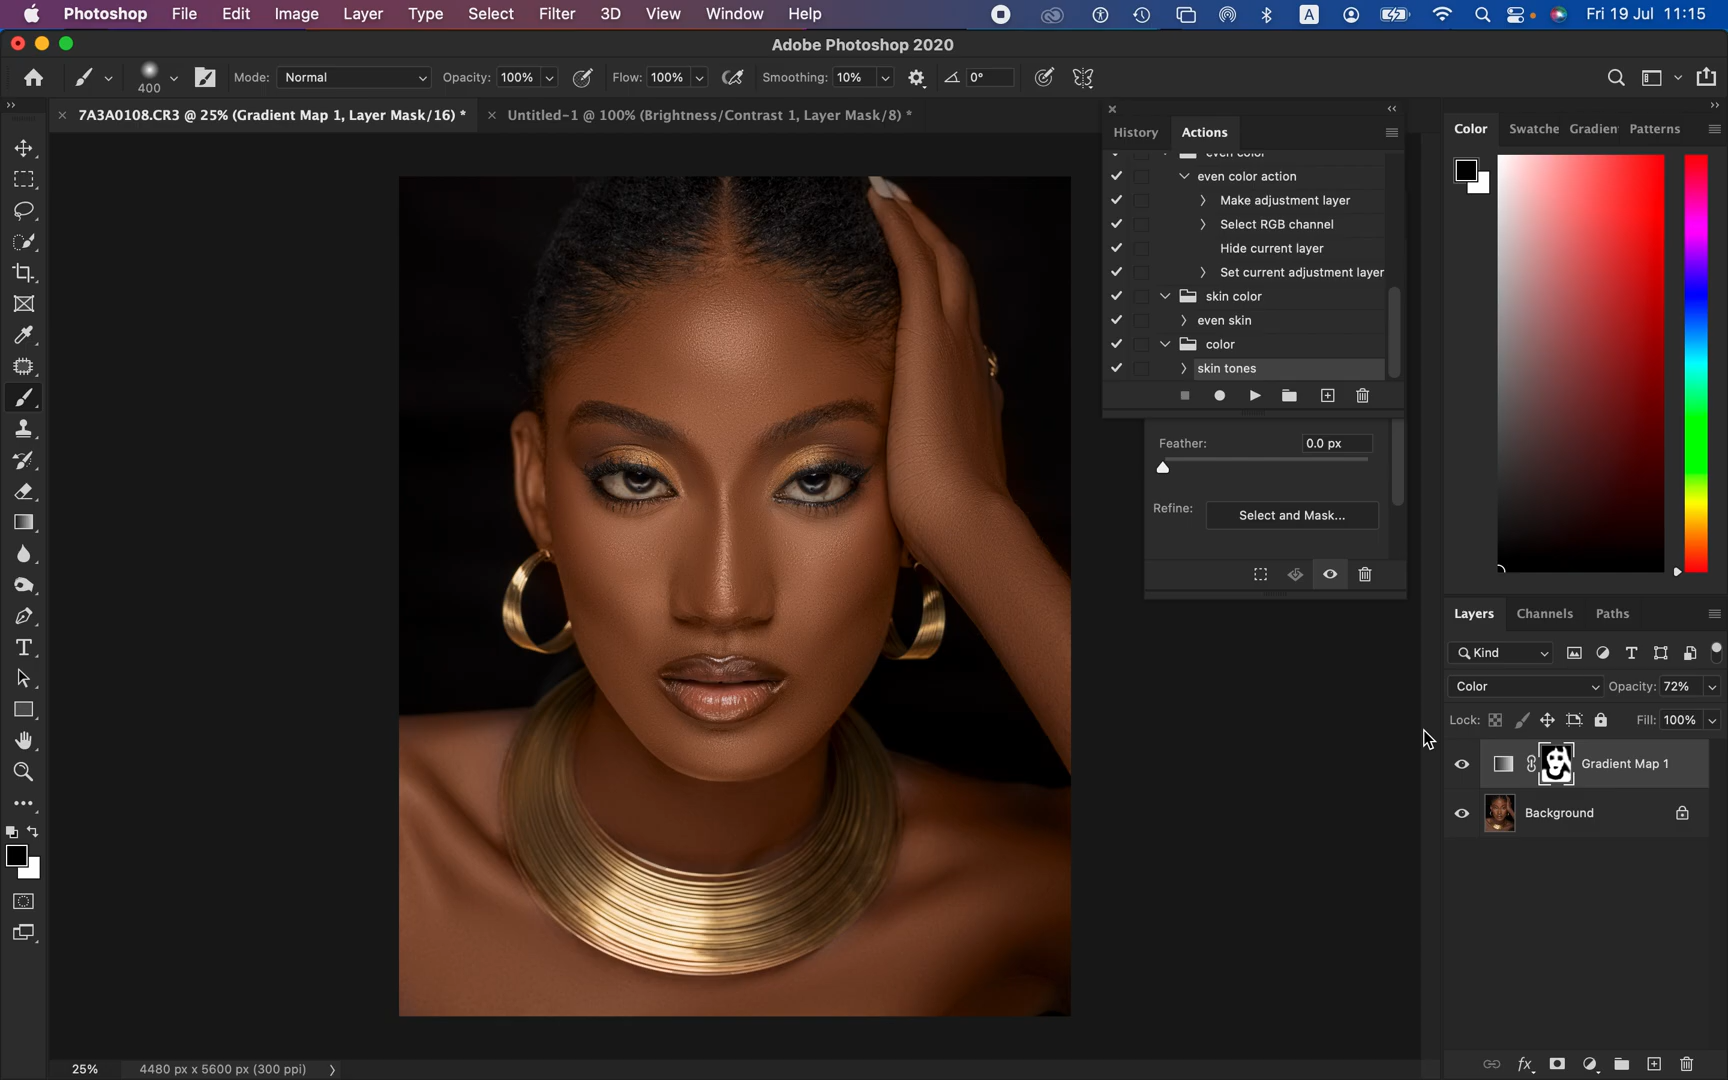 Photoshop File Edit Image Layer Type Select Filter 3D View Window Help A Fri 19 Jul 11:15
Adobe Photoshop 2020
400 Mode: Normal Opacity: 100% Flow: 100% Smoothing: 10% 0°
7A3A0108.CR3 @ 25% (Gradient Map 1, Layer Mask/16) * Untitled-1 @ 100% (Brightness/Contrast 1, Layer Mask/8) *
History Actions
even color
even color action
Make adjustment layer
Select RGB channel
Hide current layer
Set current adjustment layer
skin color
even skin
color
skin tones
Feather: 0.0 px
Refine: Select and Mask...
Color Swatche Gradien Patterns
Layers Channels Paths
Kind
Color Opacity: 72%
Lock: Fill: 100%
Gradient Map 1
Background
fx
25% 4480 px x 5600 px (300 ppi)